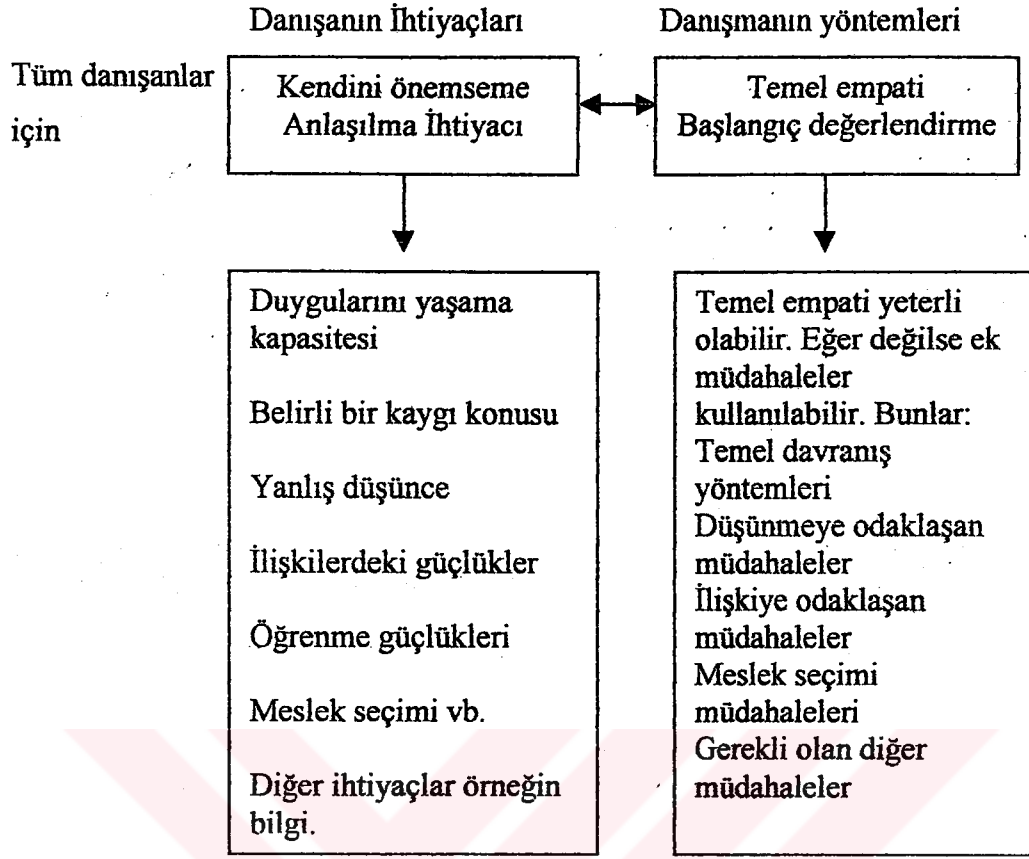 Danışanın İhtiyaçları
Danışmanın yöntemleri
Tüm danışanlar
için
Kendini önemseme
Anlaşılma İhtiyacı
Temel empati
Başlangıç değerlendirme
Duygularını yaşama
kapasitesi
Belirli bir kaygı konusu
Yanlış düşünce
İlişkilerdeki güçlükler
Öğrenme güçlükleri
Meslek seçimi vb.
Diğer ihtiyaçlar örneğin
bilgi.
Temel empati yeterli
olabilir. Eğer değilse ek
müdahaleler
kullanılabilir. Bunlar:
Temel davranış
yöntemleri
Düşünmeye odaklaşan
müdahaleler
İlişkiye odaklaşan
müdahaleler
Meslek seçimi
müdahaleleri
Gerekli olan diğer
müdahaleler